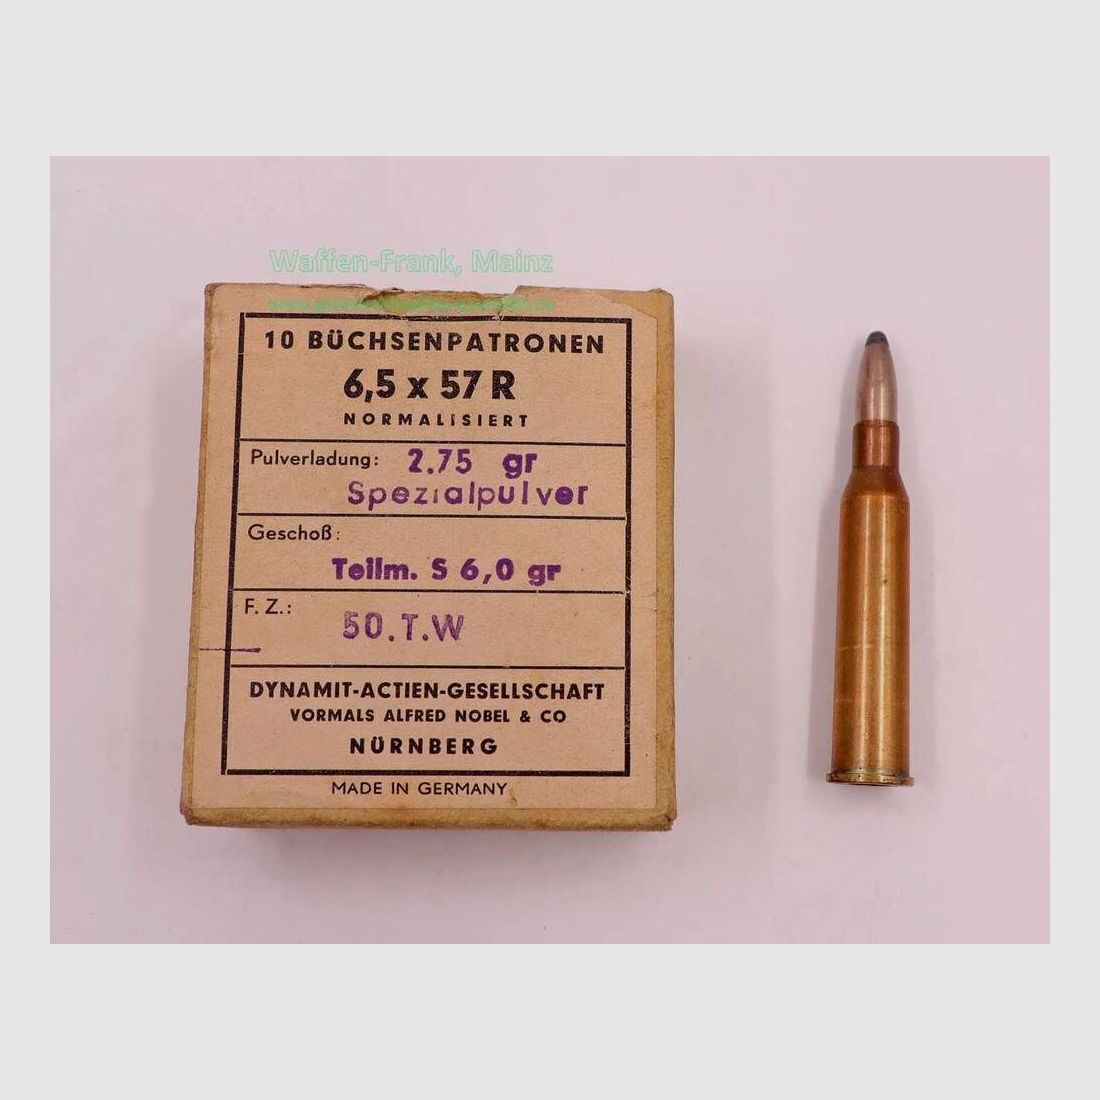 Waffen-Frank, Mainz
10 BÜCHSENPATRONEN
6,5 x 57 R
NORMALISIERT
Pulverladung: 2.75 gr
Spezialpulver
Geschoß:
Teilm. S 6,0 gr
F. Z.:
50.T.W
DYNAMIT-ACTIEN-GESELLSCHAFT
VORMALS ALFRED NOBEL & CO
NÜRNBERG
MADE IN GERMANY